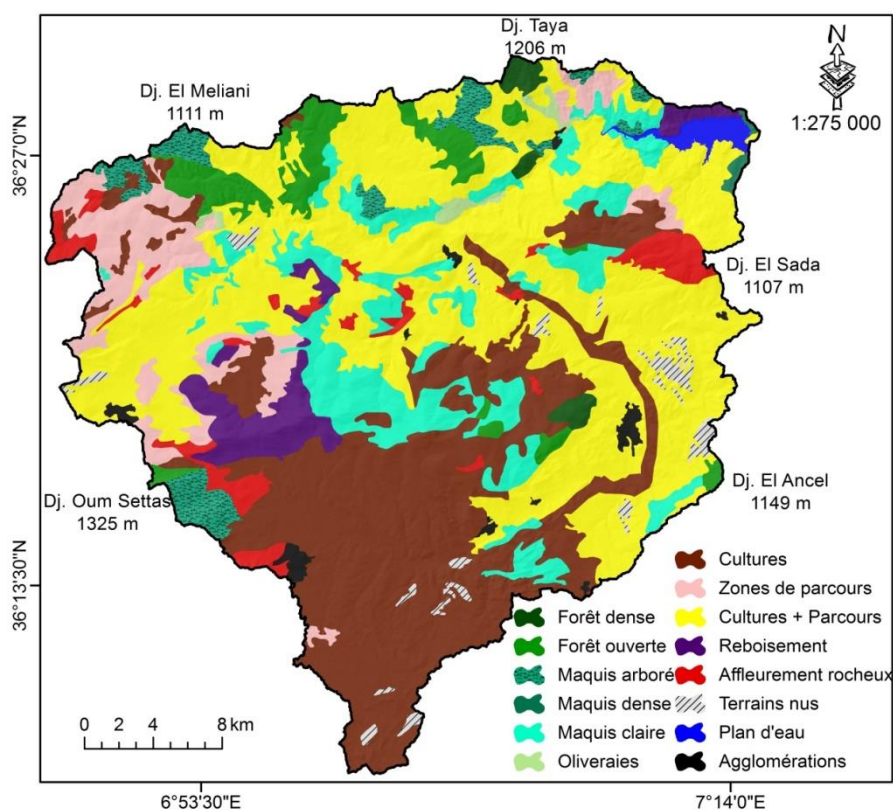 Dj. Taya
1206 m
N
Dj. El Meliani
1111 m
1:275 000
36°27'0"N
Dj. El Sada
1107 m
Dj. El Ancel
1149 m
Dj. Oum Settas
1325 m
36°13'30"N
Cultures
Zones de parcours
Forêt dense
Cultures + Parcours
Forêt ouverte
Reboisement
Maquis arboré
Affleurement rocheux
Maquis dense
Terrains nus
Maquis claire
Plan d'eau
Oliveraies
Agglomérations
0 2 4 8 km
6°53'30"E
7°14'0"E